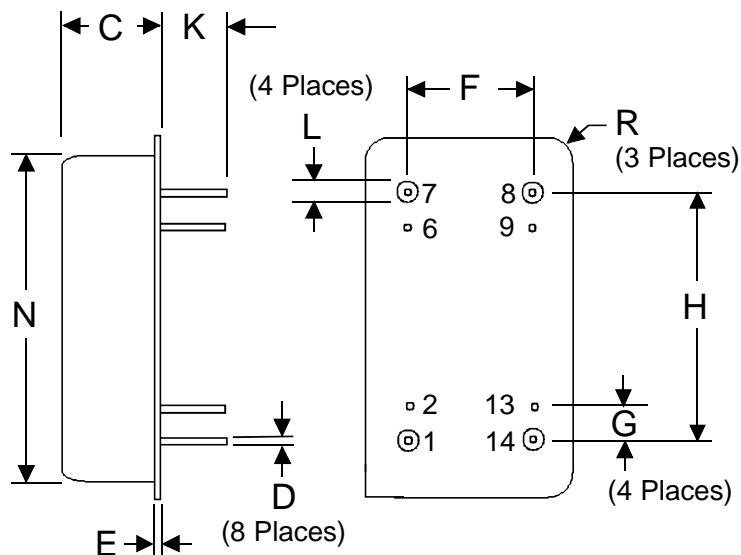 C K
(4 Places) F
L R
(3 Places)
7 8
6 9
N H
2 13
G
1 14
D (4 Places)
(8 Places)
E